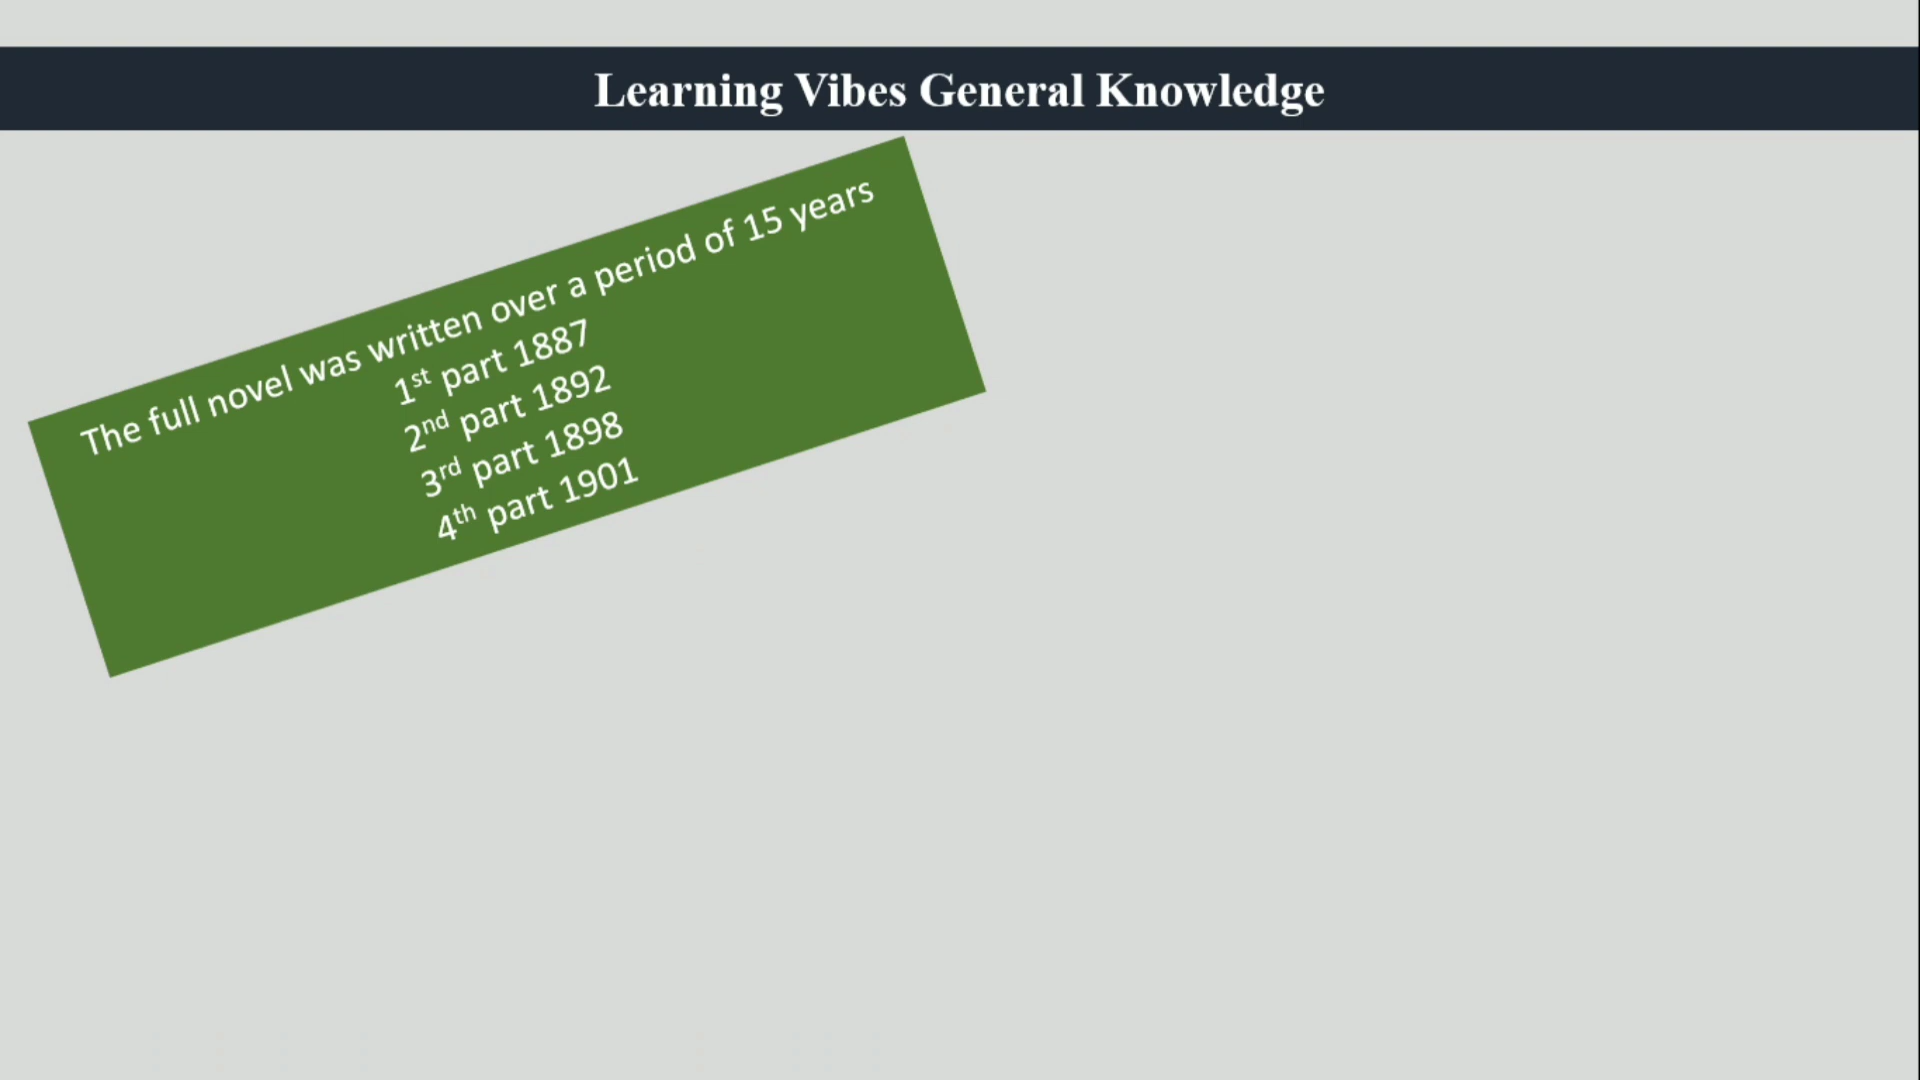 Learning Vibes General Knowledge
The full novel was written over a period of 15 years
1st part 1887
2nd part 1892
3rd part 1898
4th part 1901